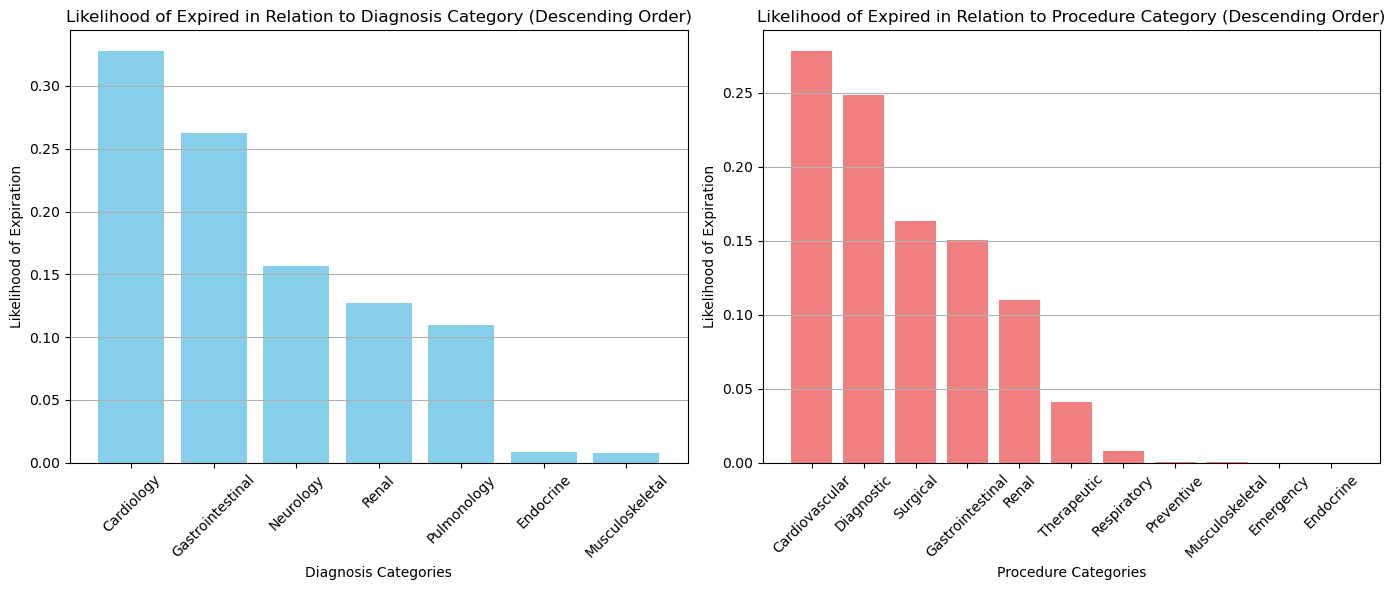 Likelihood of Expired in Relation to Diagnosis Category (Descending Order)
Likelihood of Expiration
0.30
0.25
0.20
0.15
0.10
0.05
0.00
Cardiology
Gastrointestinal
Neurology
Renal
Pulmonology
Endocrine
Musculoskeletal
Diagnosis Categories
Likelihood of Expired in Relation to Procedure Category (Descending Order)
Likelihood of Expiration
0.25
0.20
0.15
0.10
0.05
0.00
Cardiovascular
Diagnostic
Surgical
Gastrointestinal
Renal
Therapeutic
Respiratory
Preventive
Musculoskeletal
Emergency
Endocrine
Procedure Categories